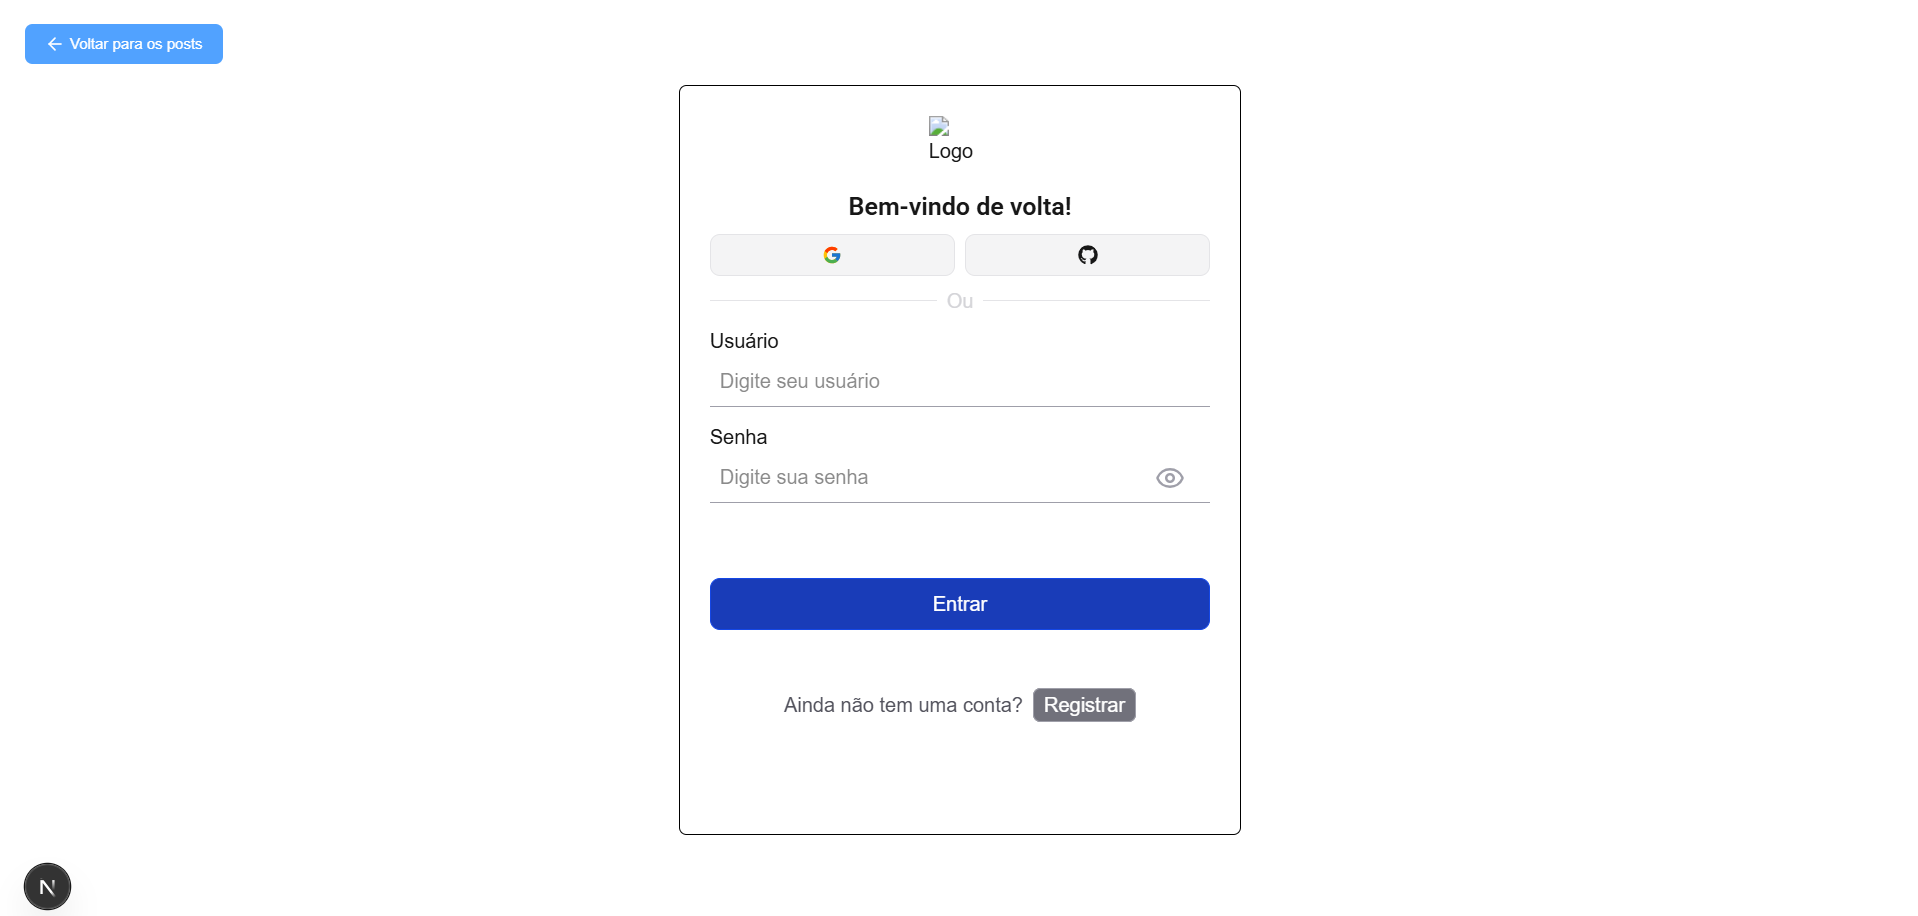 Voltar para os posts
Logo
Bem-vindo de volta!
Ou
Usuário
Digite seu usuário
Senha
Digite sua senha
Entrar
Ainda não tem uma conta? Registrar
N